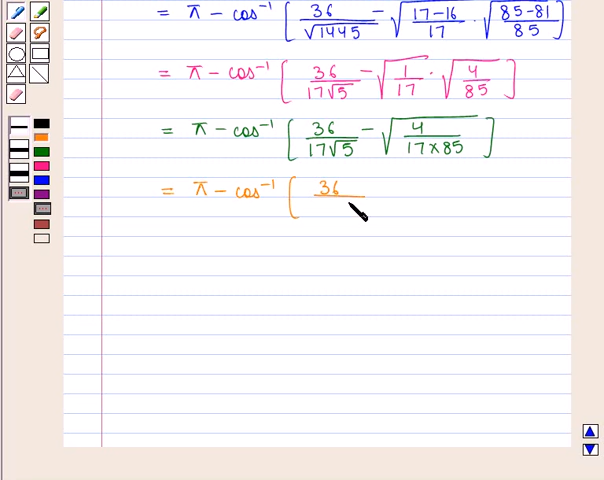 = π − cos⁻¹ [ 36/√1445 − √(17−16)/17 · √(85−81)/85 ]
= π − cos⁻¹ [ 36/17√5 − √1/17 · √4/85 ]
= π − cos⁻¹ [ 36/17√5 − √4/17×85 ]
= π − cos⁻¹ [ 36